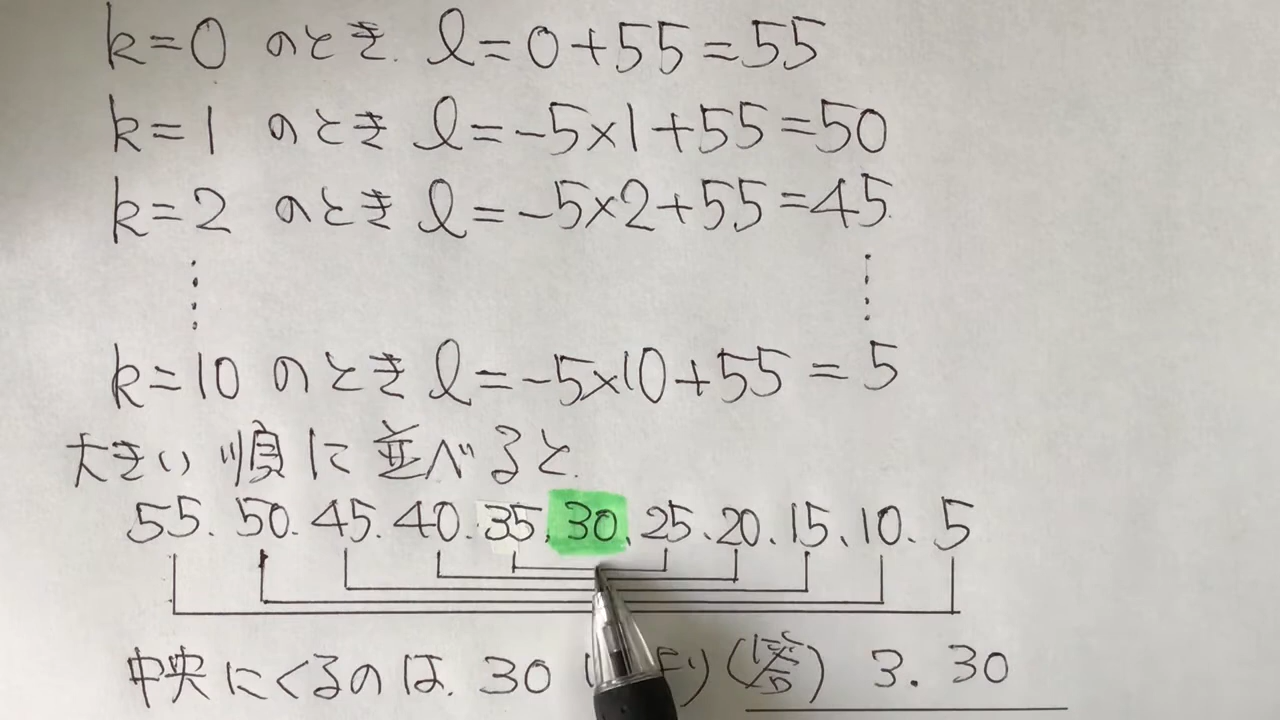 k=0 のとき. l=0+55=55
k=1 のとき l=-5×1+55=50
k=2 のとき l=-5×2+55=45
k=10 のとき l=-5×10+55=5
大きい順に並べると.
55. 50. 45. 40. 35. 30. 25. 20. 15. 10. 5
中央にくるのは. 30 り (答) 3. 30